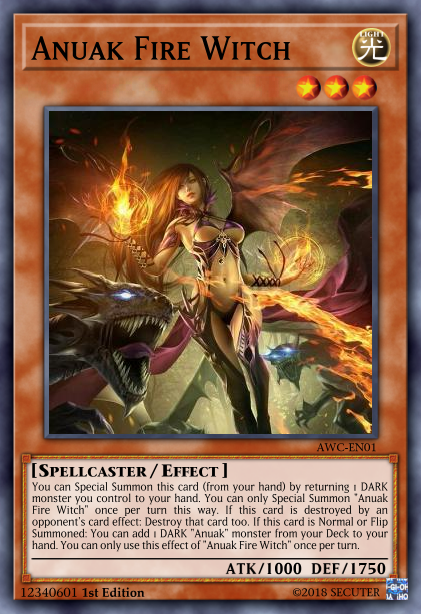 ANUAK FIRE WITCH
LIGHT
光
AWC-EN01
[SPELLCASTER / EFFECT]
You can Special Summon this card (from your hand) by returning 1 DARK
monster you control to your hand. You can only Special Summon "Anuak
Fire Witch" once per turn this way. If this card is destroyed by an
opponent's card effect: Destroy that card too. If this card is Normal or Flip
Summoned: You can add 1 DARK "Anuak" monster from your Deck to your
hand. You can only use this effect of "Anuak Fire Witch" once per turn.
ATK/1000 DEF/1750
12340601 1st Edition ©2018 SECUTER